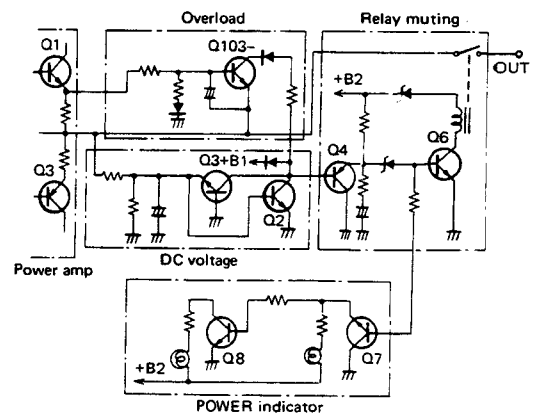 Overload
Relay muting
Q1
Q103-
OUT
+B2
Q3
Q3+B1
Q4
Q6
Q2
Power amp
DC voltage
+B2
Q8
Q7
POWER indicator